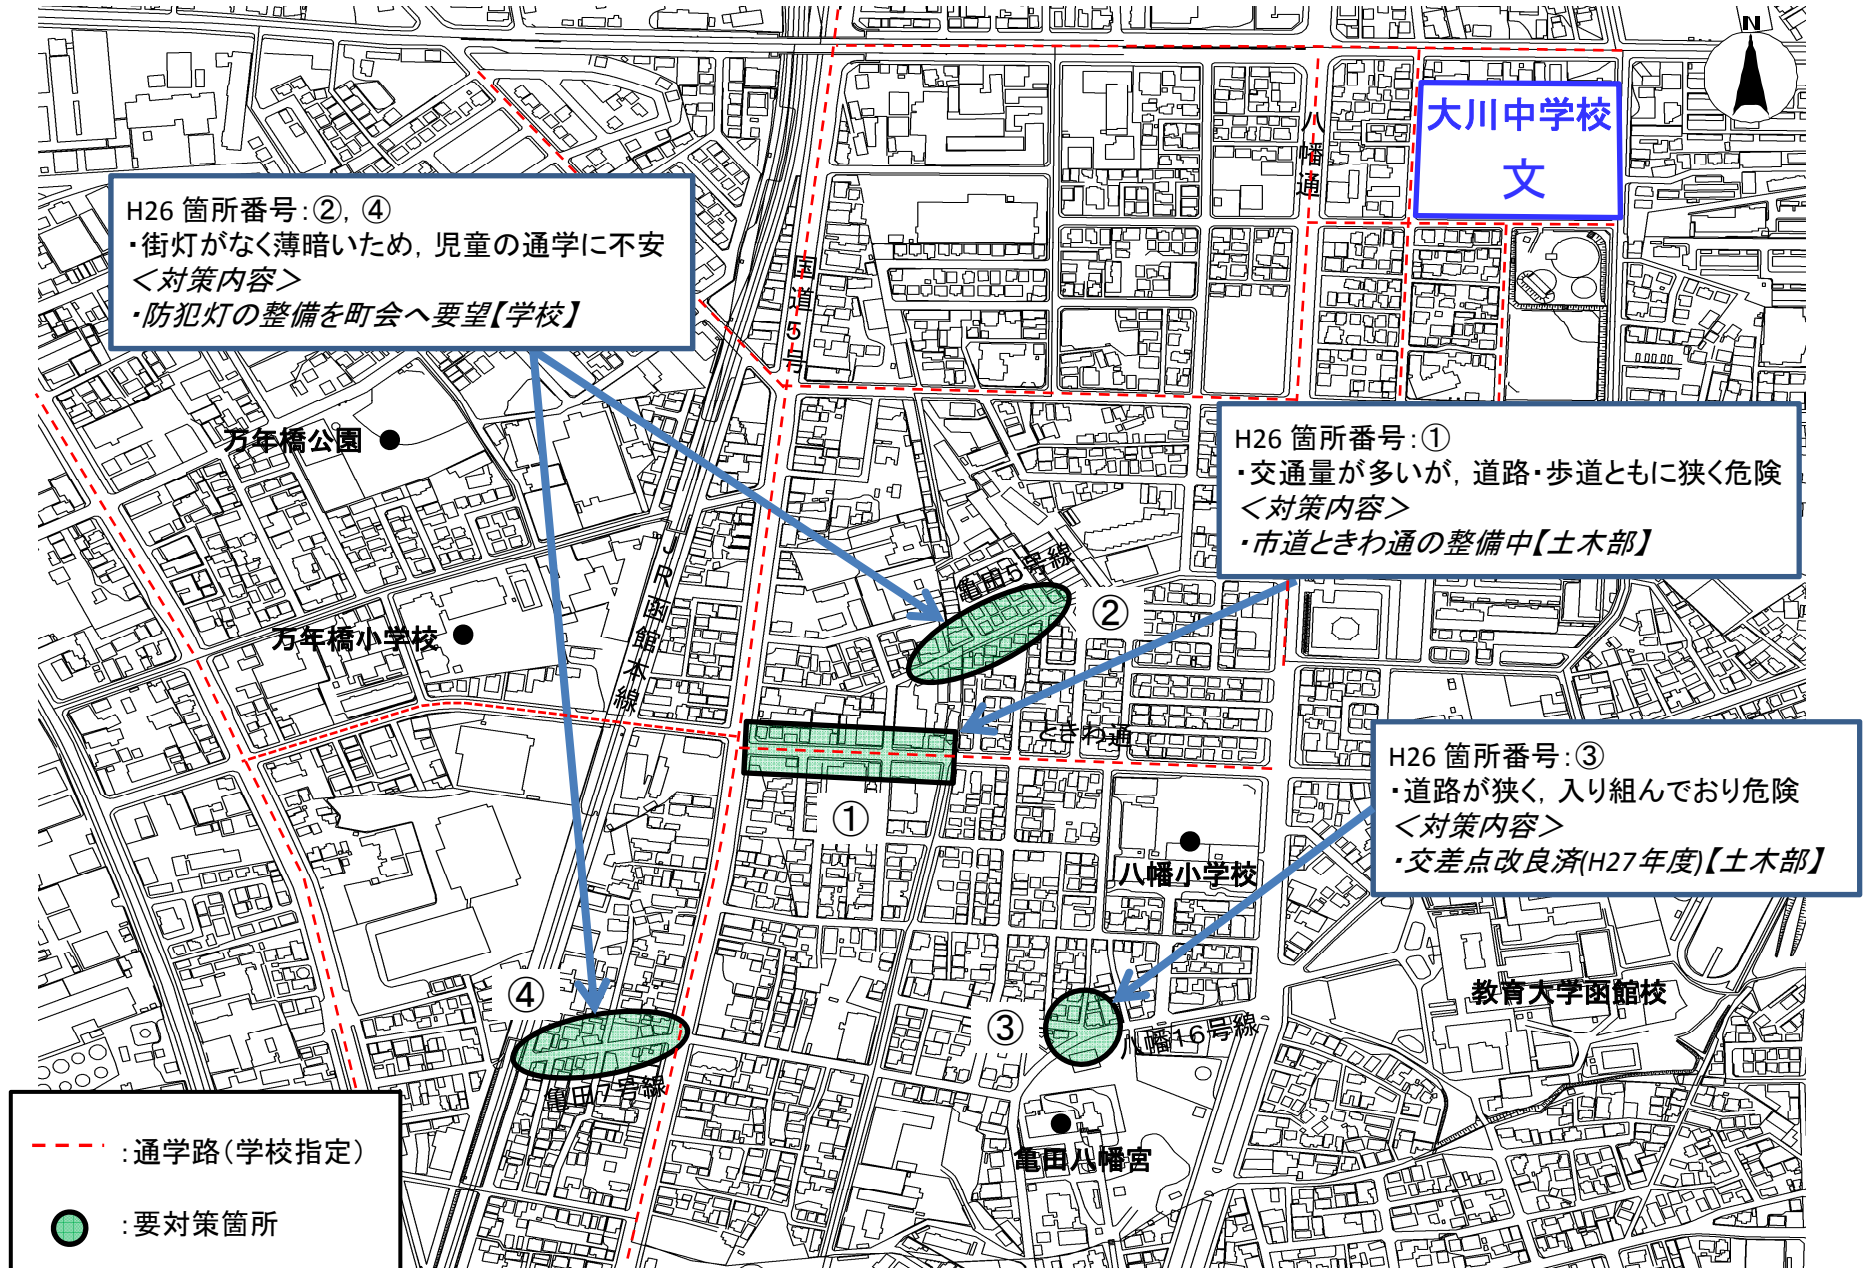 N
大川中学校
文
八幡通
H26 箇所番号:②, ④
・街灯がなく薄暗いため, 児童の通学に不安
＜対策内容＞
・防犯灯の整備を町会へ要望【学校】
国道5号
万年橋公園
H26 箇所番号:①
・交通量が多いが, 道路・歩道ともに狭く危険
＜対策内容＞
・市道ときわ通の整備中【土木部】
亀田5号線
②
JR函館本線
万年橋小学校
ときわ通
①
H26 箇所番号:③
・道路が狭く, 入り組んでおり危険
＜対策内容＞
・交差点改良済(H27年度)【土木部】
八幡小学校
教育大学函館校
④
③
八幡16号線
亀田7号線
亀田八幡宮
:通学路(学校指定)
:要対策箇所